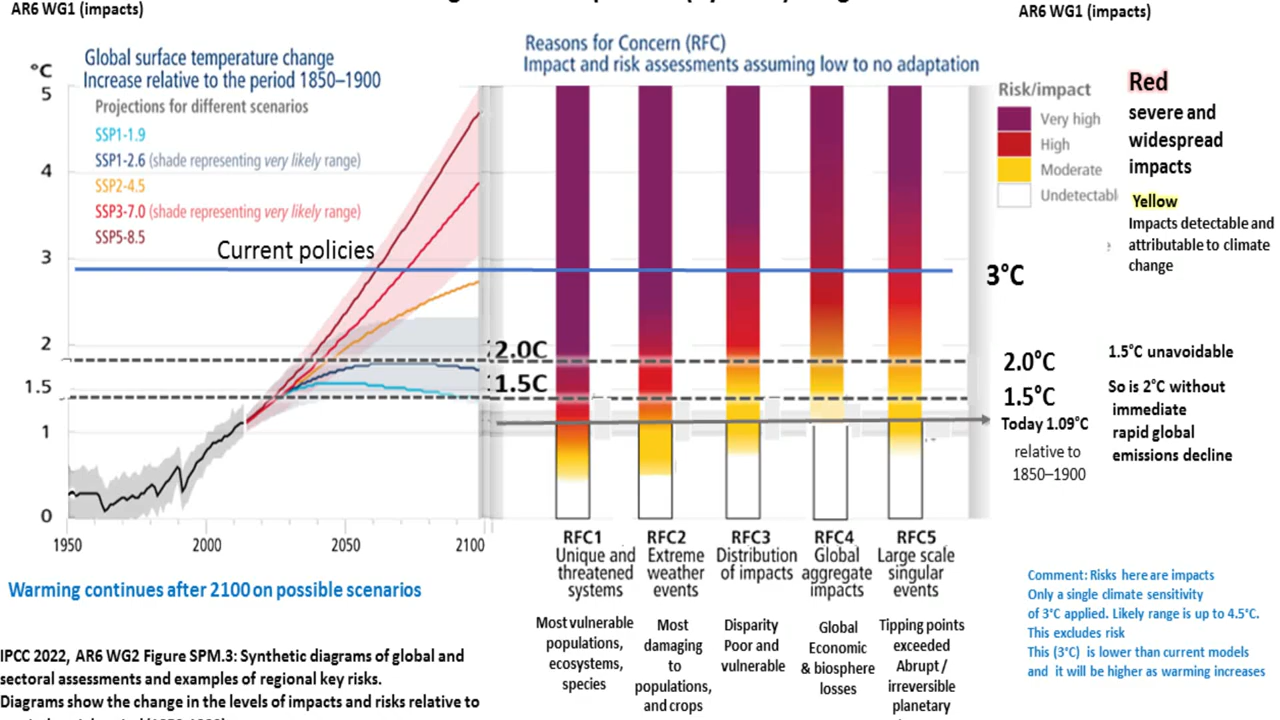 AR6 WG1 (impacts)
AR6 WG1 (impacts)
Global surface temperature change
Increase relative to the period 1850–1900
°C
5
4
3
2
1.5
1
0
Projections for different scenarios
SSP1-1.9
SSP1-2.6 (shade representing very likely range)
SSP2-4.5
SSP3-7.0 (shade representing very likely range)
SSP5-8.5
Current policies
1950
2000
2050
2100
Reasons for Concern (RFC)
Impact and risk assessments assuming low to no adaptation
2.0C
1.5C
Risk/impact
Very high
High
Moderate
Undetectabl
Red
severe and
widespread
impacts
Yellow
Impacts detectable and
attributable to climate
change
3°C
2.0°C
1.5°C
Today 1.09°C
relative to
1850–1900
1.5°C unavoidable
So is 2°C without
immediate
rapid global
emissions decline
RFC1
Unique and
threatened
systems
RFC2
Extreme
weather
events
RFC3
Distribution
of impacts
RFC4
Global
aggregate
impacts
RFC5
Large scale
singular
events
Most vulnerable
populations,
ecosystems,
species
Most
damaging
to
populations,
and crops
Disparity
Poor and
vulnerable
Global
Economic
& biosphere
losses
Tipping points
exceeded
Abrupt /
irreversible
planetary
Warming continues after 2100 on possible scenarios
IPCC 2022, AR6 WG2 Figure SPM.3: Synthetic diagrams of global and
sectoral assessments and examples of regional key risks.
Diagrams show the change in the levels of impacts and risks relative to
Comment: Risks here are impacts
Only a single climate sensitivity
of 3°C applied. Likely range is up to 4.5°C.
This excludes risk
This (3°C) is lower than current models
and it will be higher as warming increases